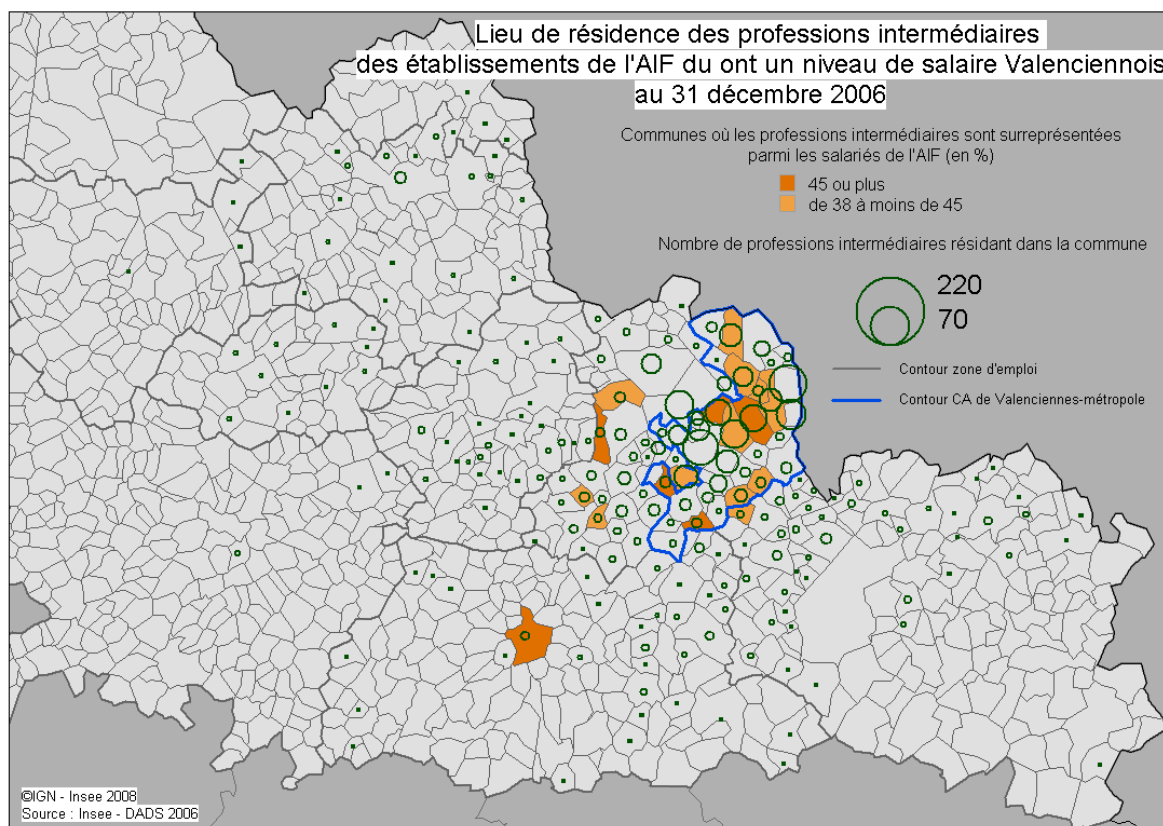 Lieu de résidence des professions intermédiaires
des établissements de l'AIF du ont un niveau de salaire Valenciennois
au 31 décembre 2006
Communes où les professions intermédiaires sont surreprésentées
parmi les salariés de l'AIF (en %)
45 ou plus
de 38 à moins de 45
Nombre de professions intermédiaires résidant dans la commune
220
70
Contour zone d'emploi
Contour CA de Valenciennes-métropole
©IGN - Insee 2008
Source : Insee - DADS 2006